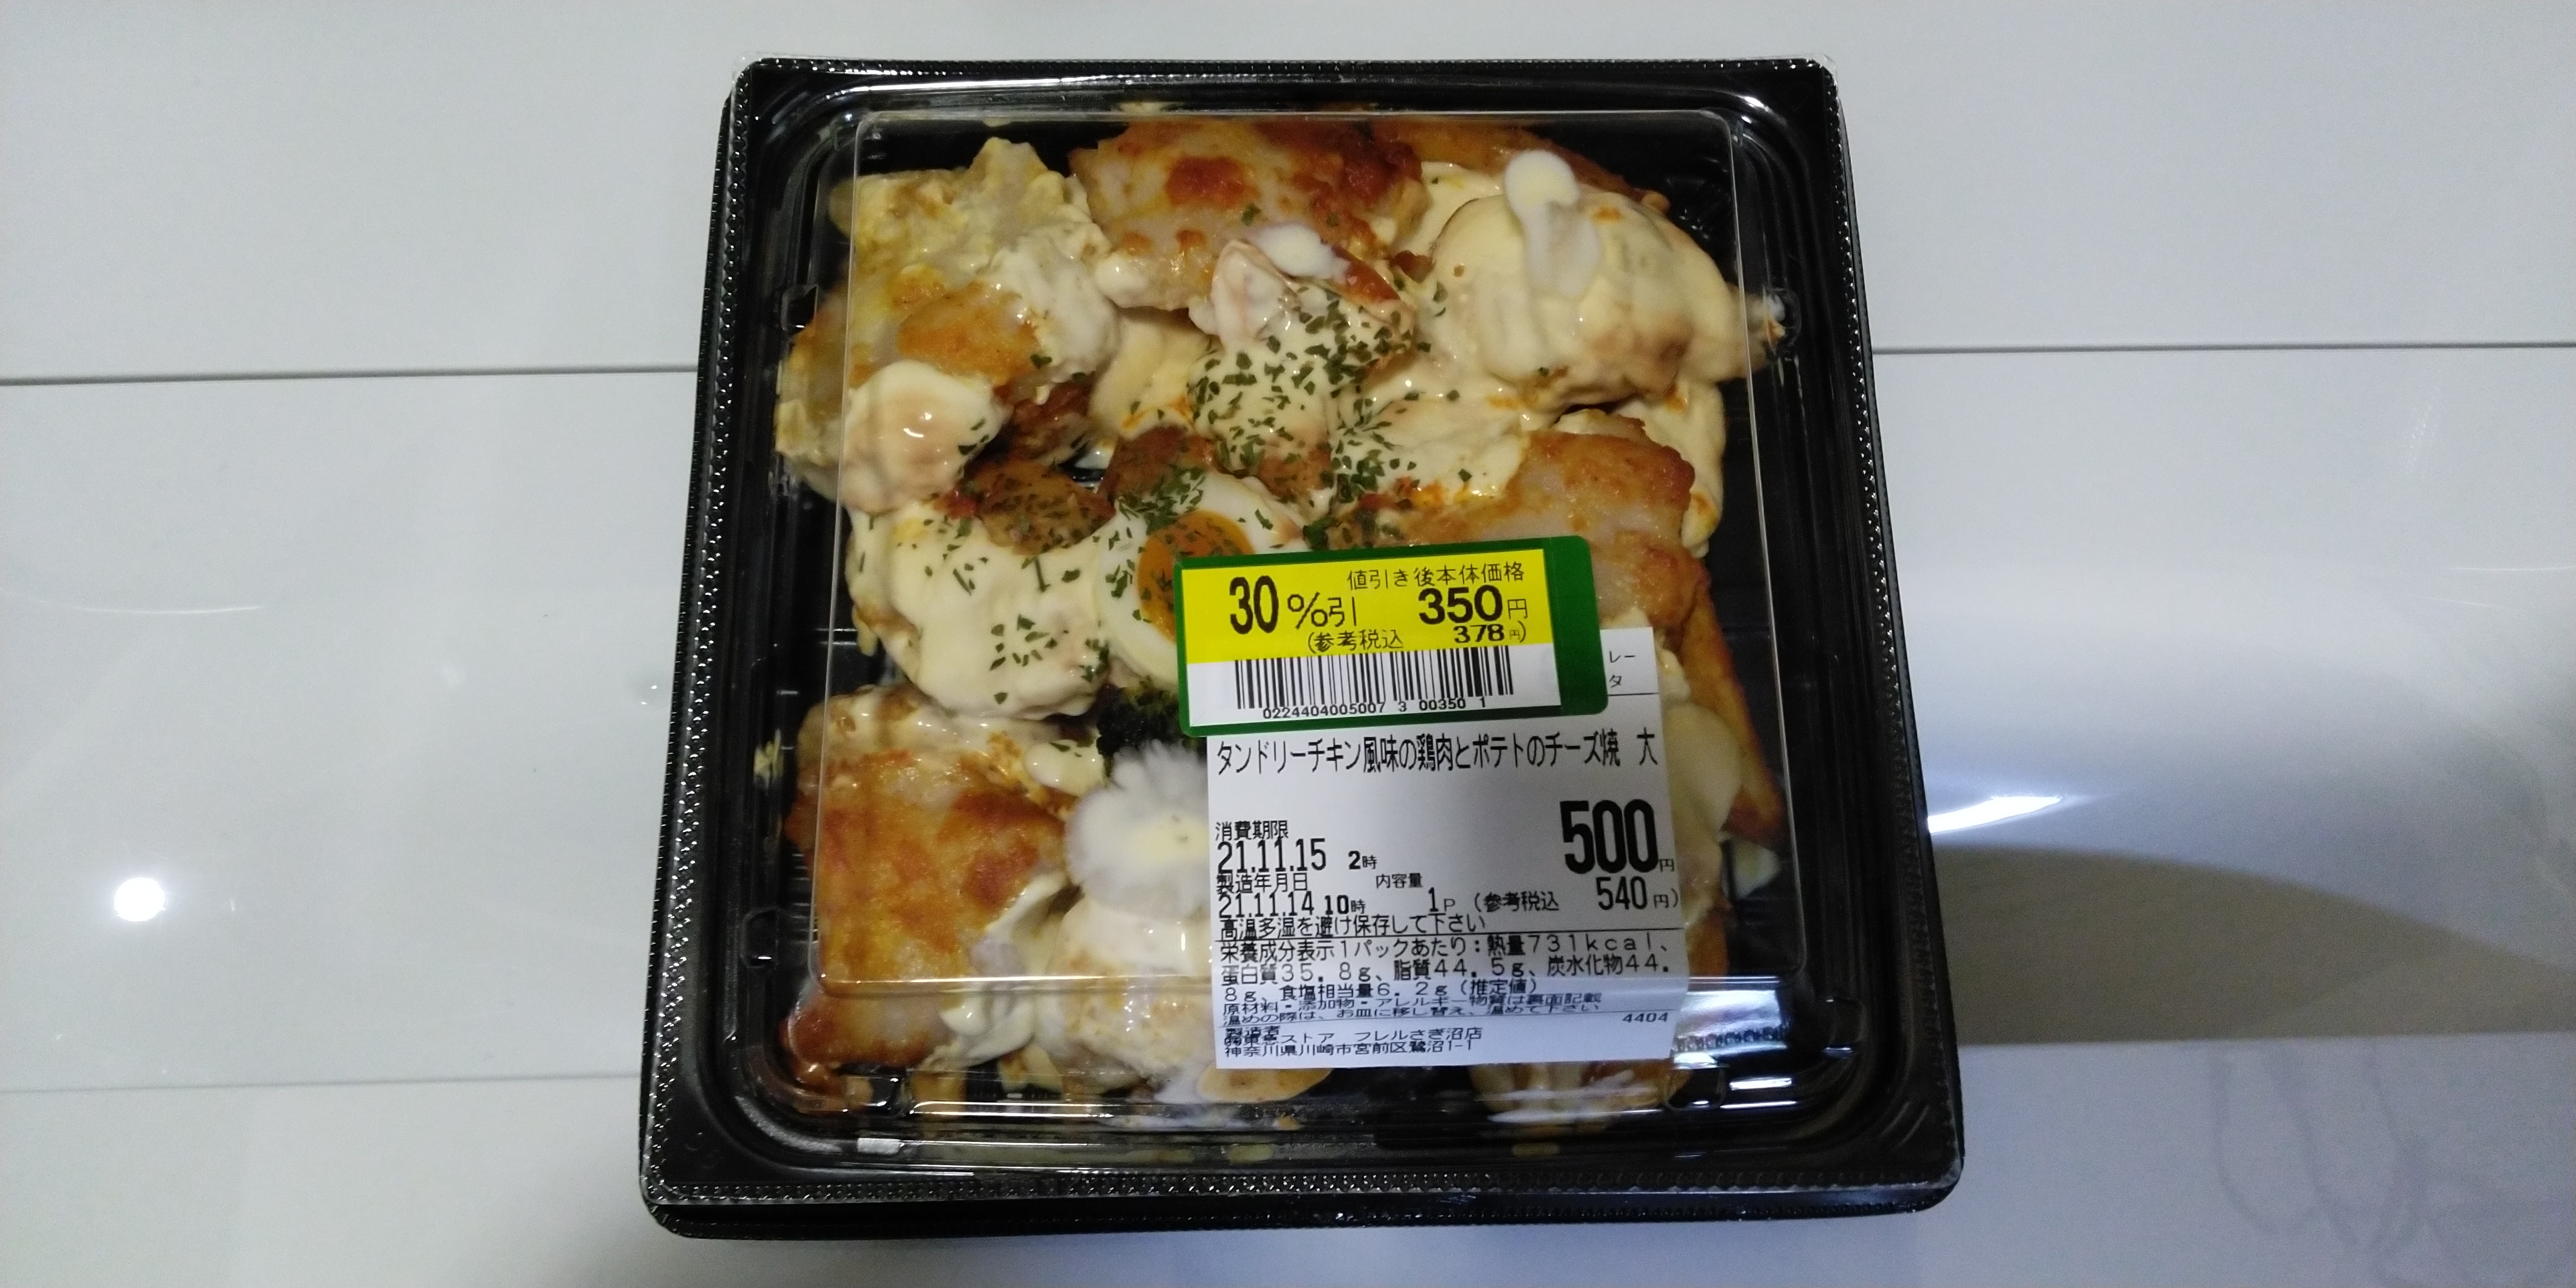 30%引 値引き後本体価格
350円
(参考税込 378円)
0224404005007 3 00350 1
レー
タ
タンドリーチキン風味の鶏肉とポテトのチーズ焼 大
消費期限
21.11.15 2時
500円
製造年月日 内容量
21.11.14 10時 1P (参考税込 540円)
高温多湿を避け保存して下さい
栄養成分表示1パックあたり:熱量731kcal、
蛋白質35.8g、脂質44.5g、炭水化物44.
8g、食塩相当量6.2g(推定値)
原材料・添加物・アレルギー物質は裏面記載
温めの際は、お皿に移し替え、温めて下さい
4404
製造者
㈱東急ストア フレルさぎ沼店
神奈川県川崎市宮前区鷺沼1-1